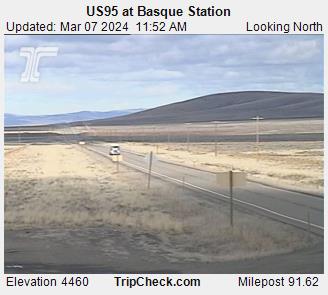 US95 at Basque Station
Updated: Mar 07 2024 11:52 AM Looking North
Elevation 4460 TripCheck.com Milepost 91.62